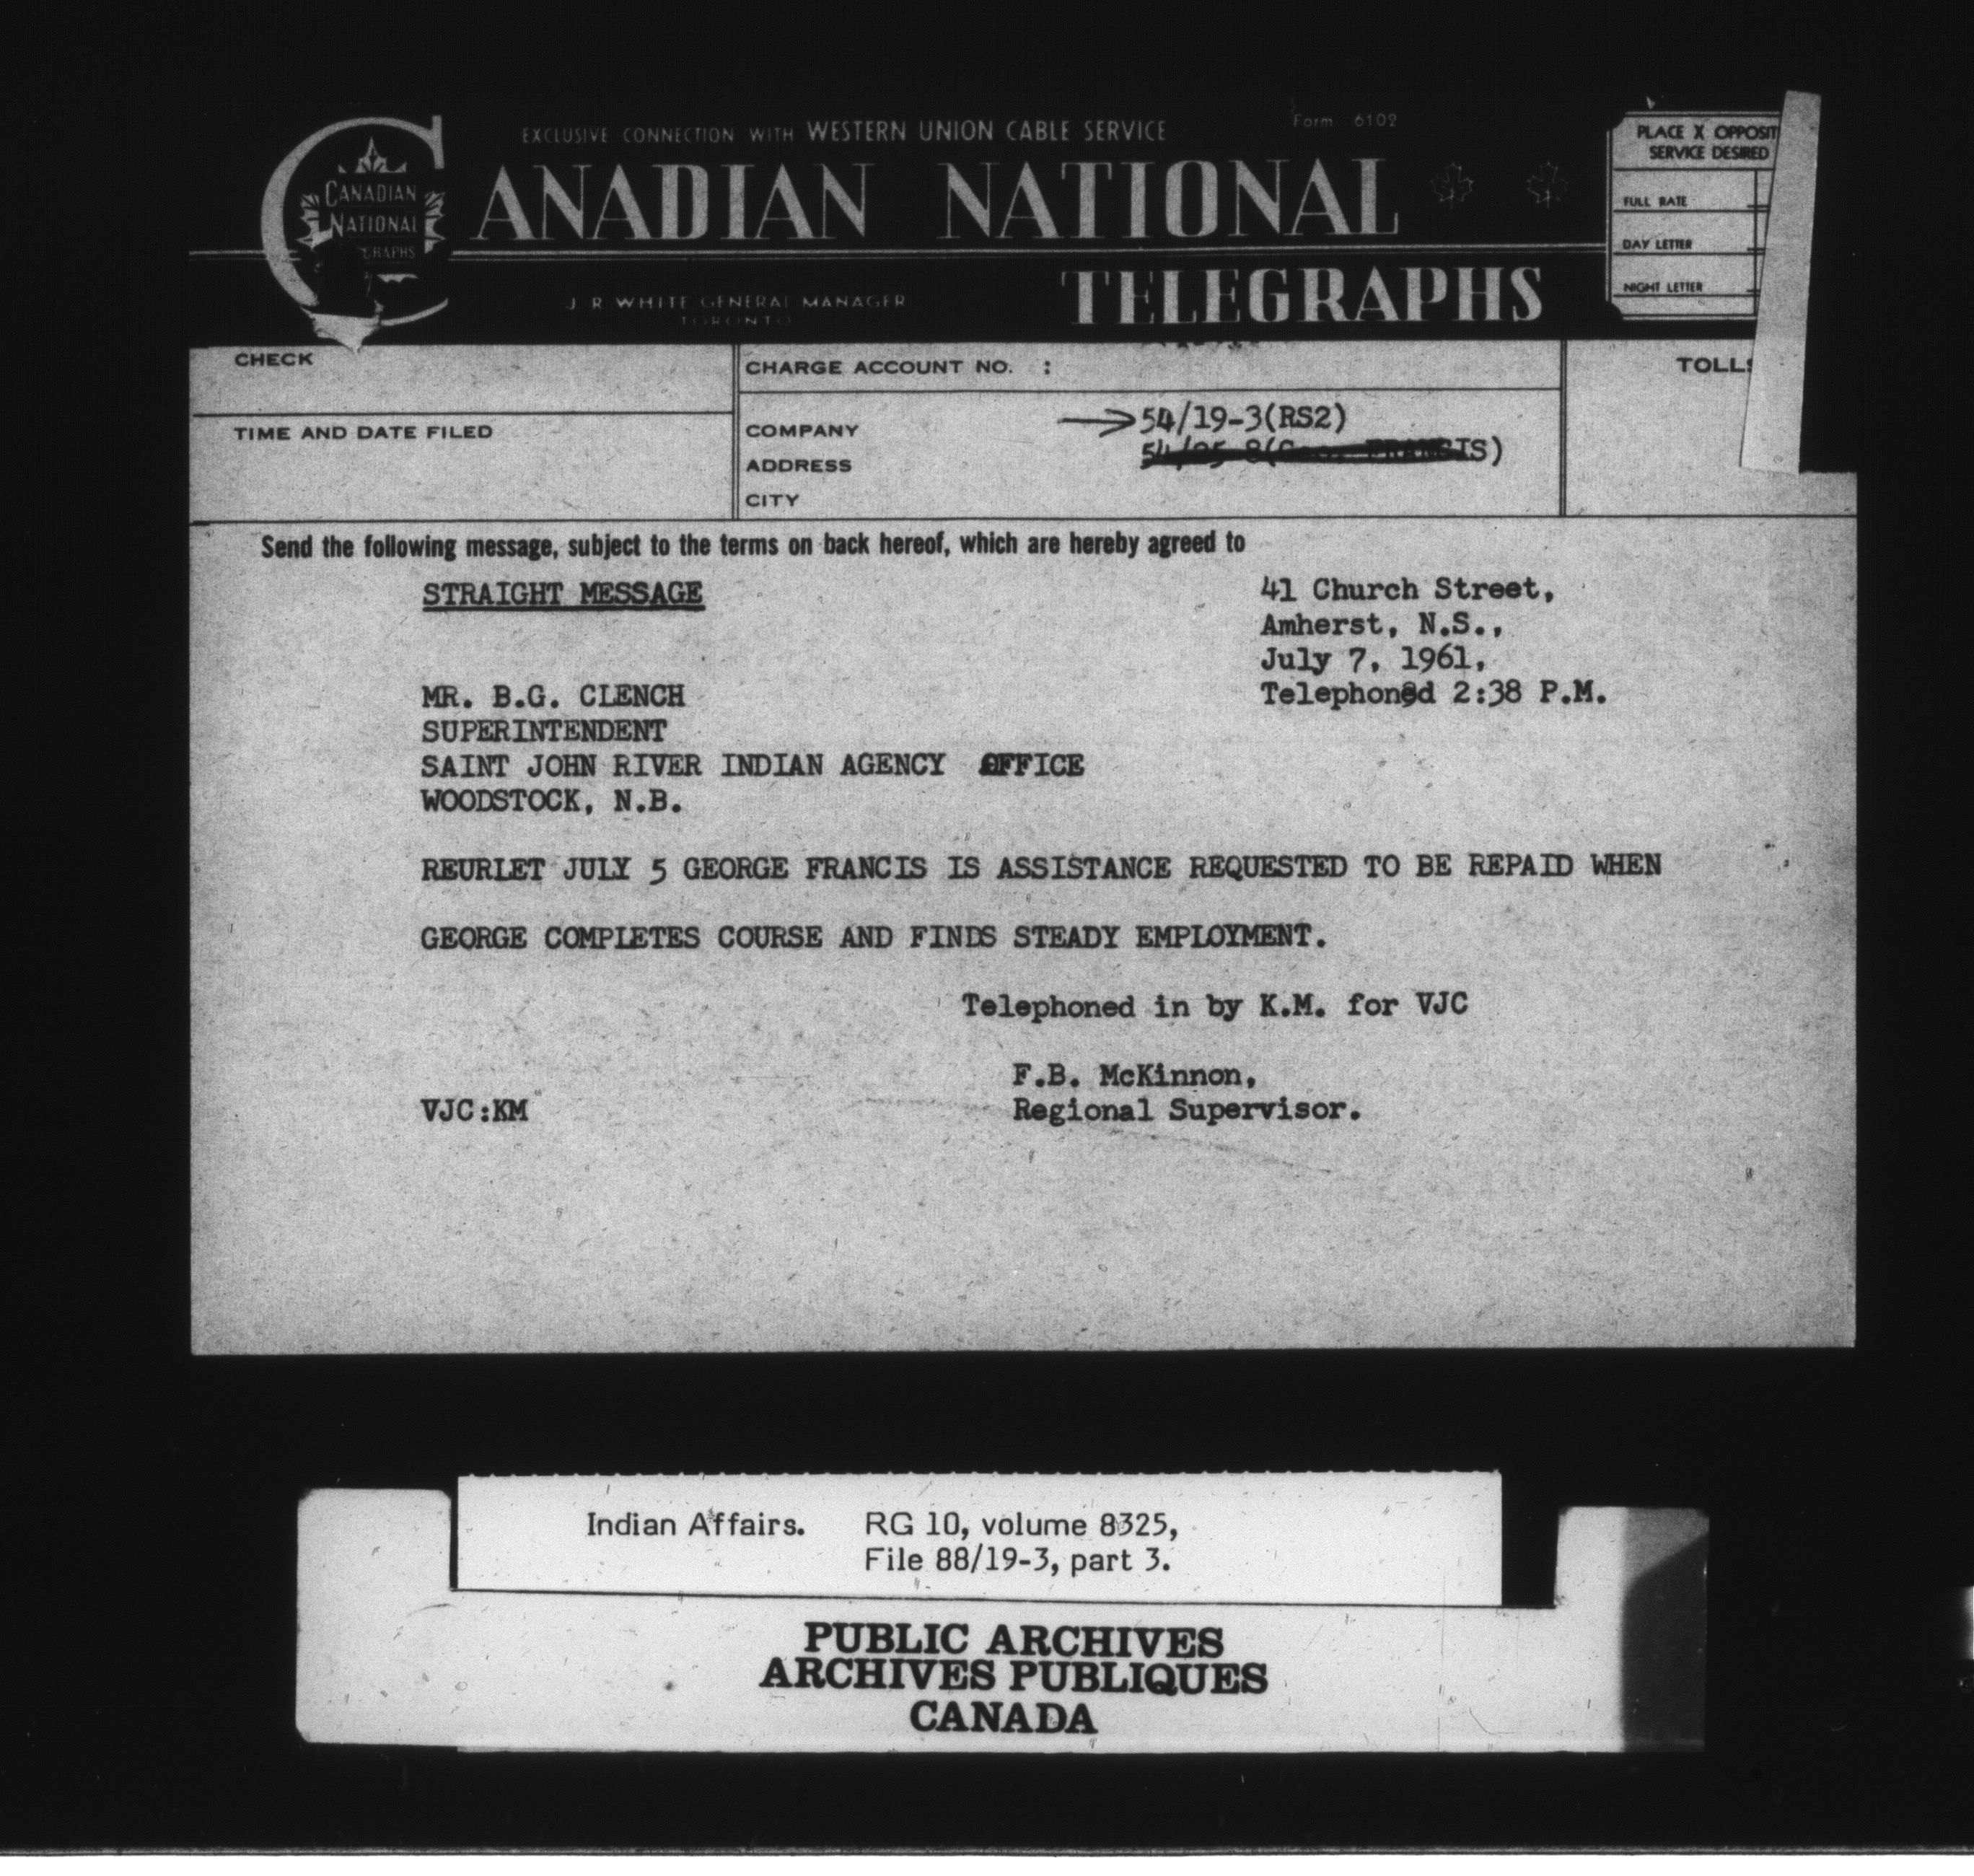 EXCLUSIVE CONNECTION WITH WESTERN UNION CABLE SERVICE
Form 6102
CANADIAN NATIONAL
TELEGRAPHS
CANADIAN
NATIONAL
GRAPHS
J R WHITE GENERAL MANAGER
TORONTO
PLACE X OPPOSIT
SERVICE DESIRED
FULL RATE
DAY LETTER
NIGHT LETTER
CHECK
TIME AND DATE FILED
CHARGE ACCOUNT NO. :
TOLLS
COMPANY
ADDRESS
CITY
→54/19-3(RS2)
Send the following message, subject to the terms on back hereof, which are hereby agreed to
STRAIGHT MESSAGE
41 Church Street,
Amherst, N.S.,
July 7, 1961,
Telephoned 2:38 P.M.
MR. B.G. CLENCH
SUPERINTENDENT
SAINT JOHN RIVER INDIAN AGENCY OFFICE
WOODSTOCK, N.B.
REURLET JULY 5 GEORGE FRANCIS IS ASSISTANCE REQUESTED TO BE REPAID WHEN
GEORGE COMPLETES COURSE AND FINDS STEADY EMPLOYMENT.
Telephoned in by K.M. for VJC
F.B. McKinnon,
VJC:KM Regional Supervisor.
Indian Affairs. RG 10, volume 8325,
File 88/19-3, part 3.
PUBLIC ARCHIVES
ARCHIVES PUBLIQUES
CANADA